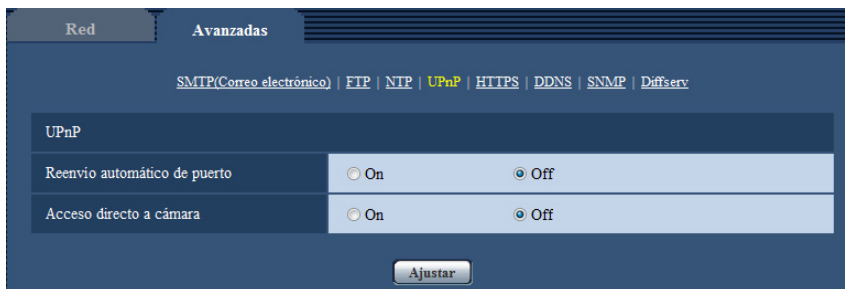 Red Avanzadas
SMTP(Correo electrónico) | FTP | NTP | UPnP | HTTPS | DDNS | SNMP | Diffserv
UPnP
Reenvío automático de puerto On Off
Acceso directo a cámara On Off
Ajustar